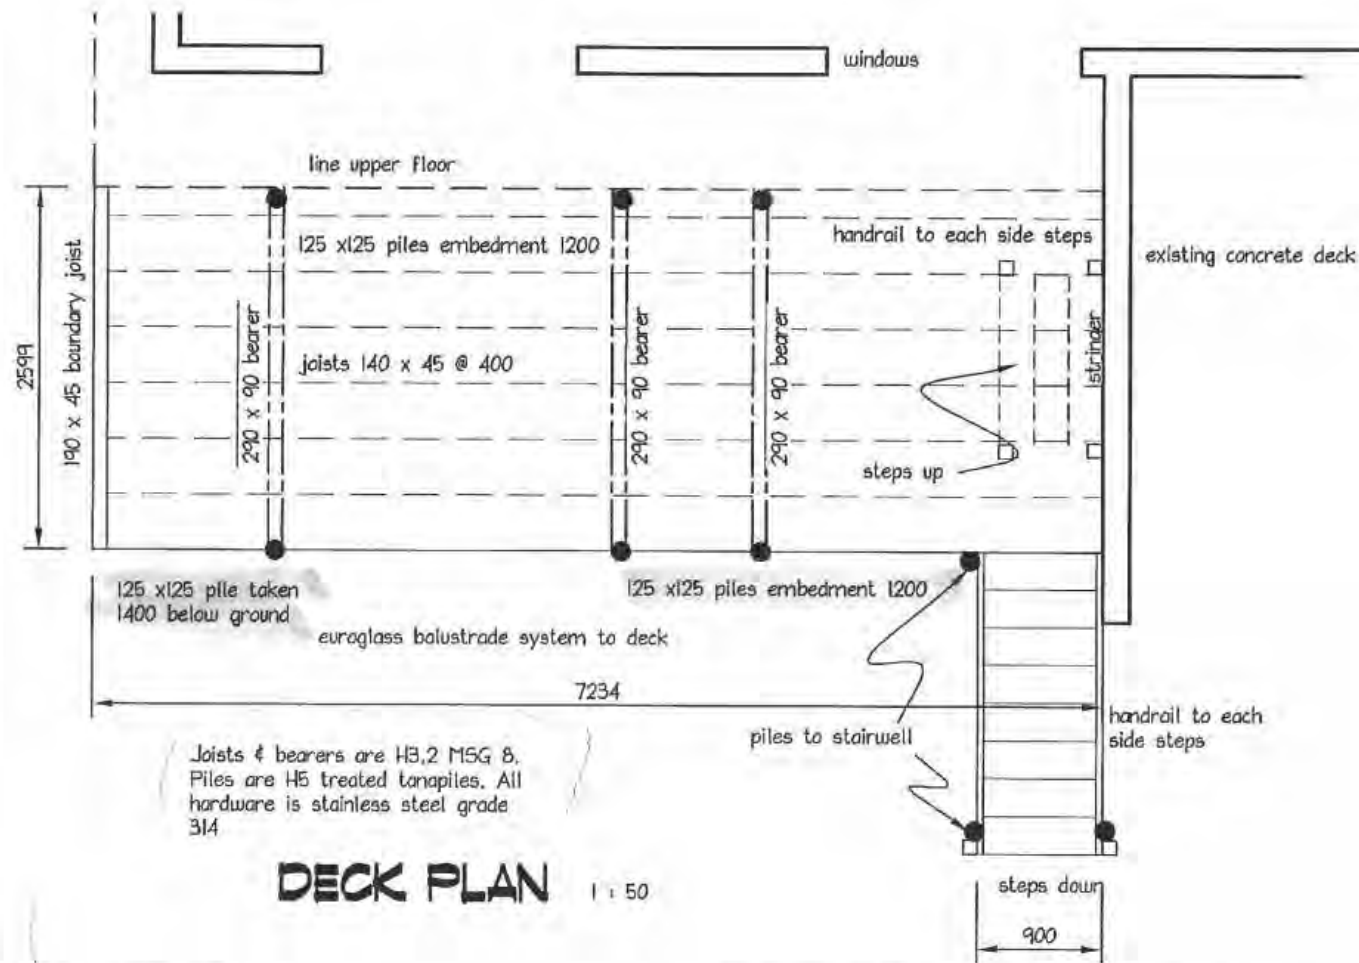 windows
line upper floor
125 x125 piles embedment 1200
handrail to each side steps
existing concrete deck
2599
190 x 45 boundary joist
290 x 90 bearer
joists 140 x 45 @ 400
290 x 90 bearer
290 x 90 bearer
stringer
steps up
125 x125 pile taken
1400 below ground
125 x125 piles embedment 1200
euroglass balustrade system to deck
7234
piles to stairwell
handrail to each
side steps
Joists & bearers are H3,2 MSG 8.
Piles are H5 treated tanapiles. All
hardware is stainless steel grade
314
DECK PLAN 1 : 50
steps down
900